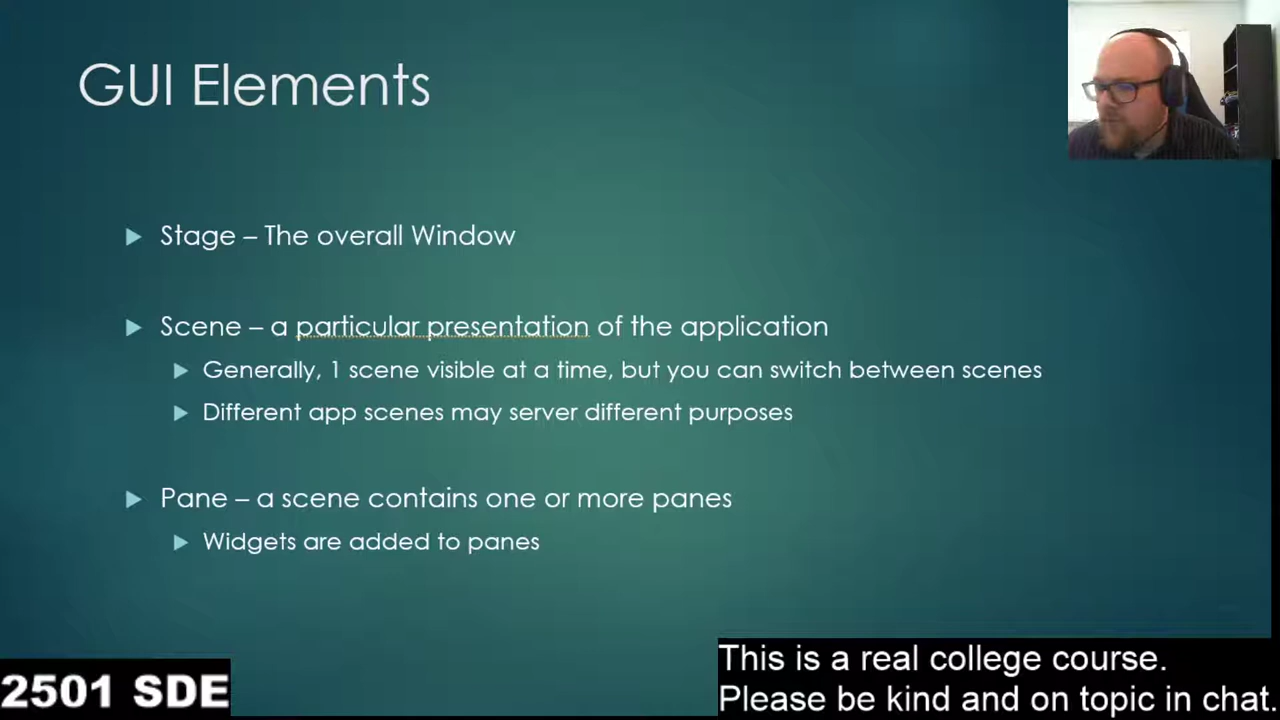 GUI Elements
Stage – The overall Window
Scene – a particular presentation of the application
Generally, 1 scene visible at a time, but you can switch between scenes
Different app scenes may server different purposes
Pane – a scene contains one or more panes
Widgets are added to panes
2501 SDE
This is a real college course.
Please be kind and on topic in chat.